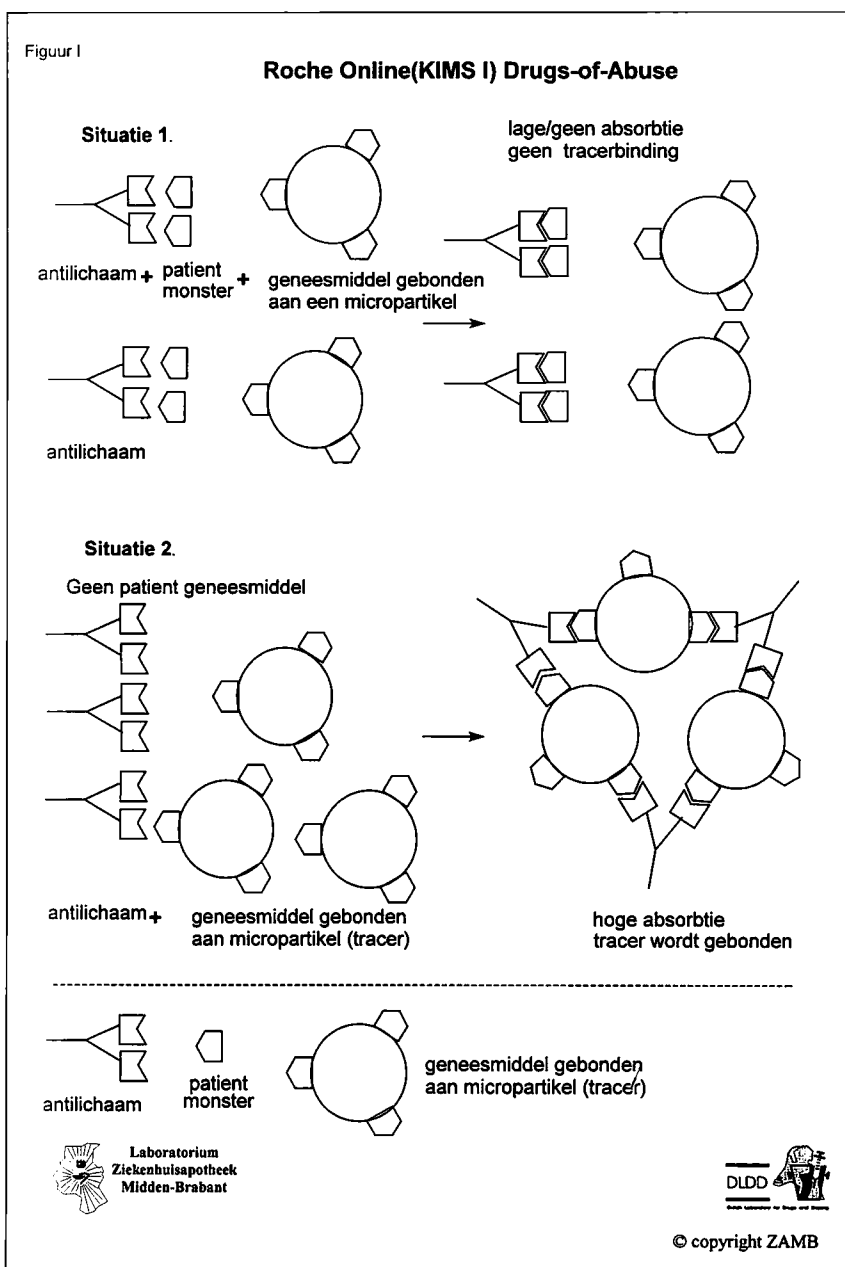 Figuur I
Roche Online(KIMS I) Drugs-of-Abuse
Situatie 1.
lage/geen absorbtie
geen tracerbinding
antilichaam + patient + geneesmiddel gebonden
monster aan een micropartikel
antilichaam
Situatie 2.
Geen patient geneesmiddel
antilichaam + geneesmiddel gebonden
aan micropartikel (tracer)
hoge absorbtie
tracer wordt gebonden
antilichaam
patient
monster
geneesmiddel gebonden
aan micropartikel (tracer)
Laboratorium
Ziekenhuisapotheek
Midden-Brabant
DLDD
© copyright ZAMB